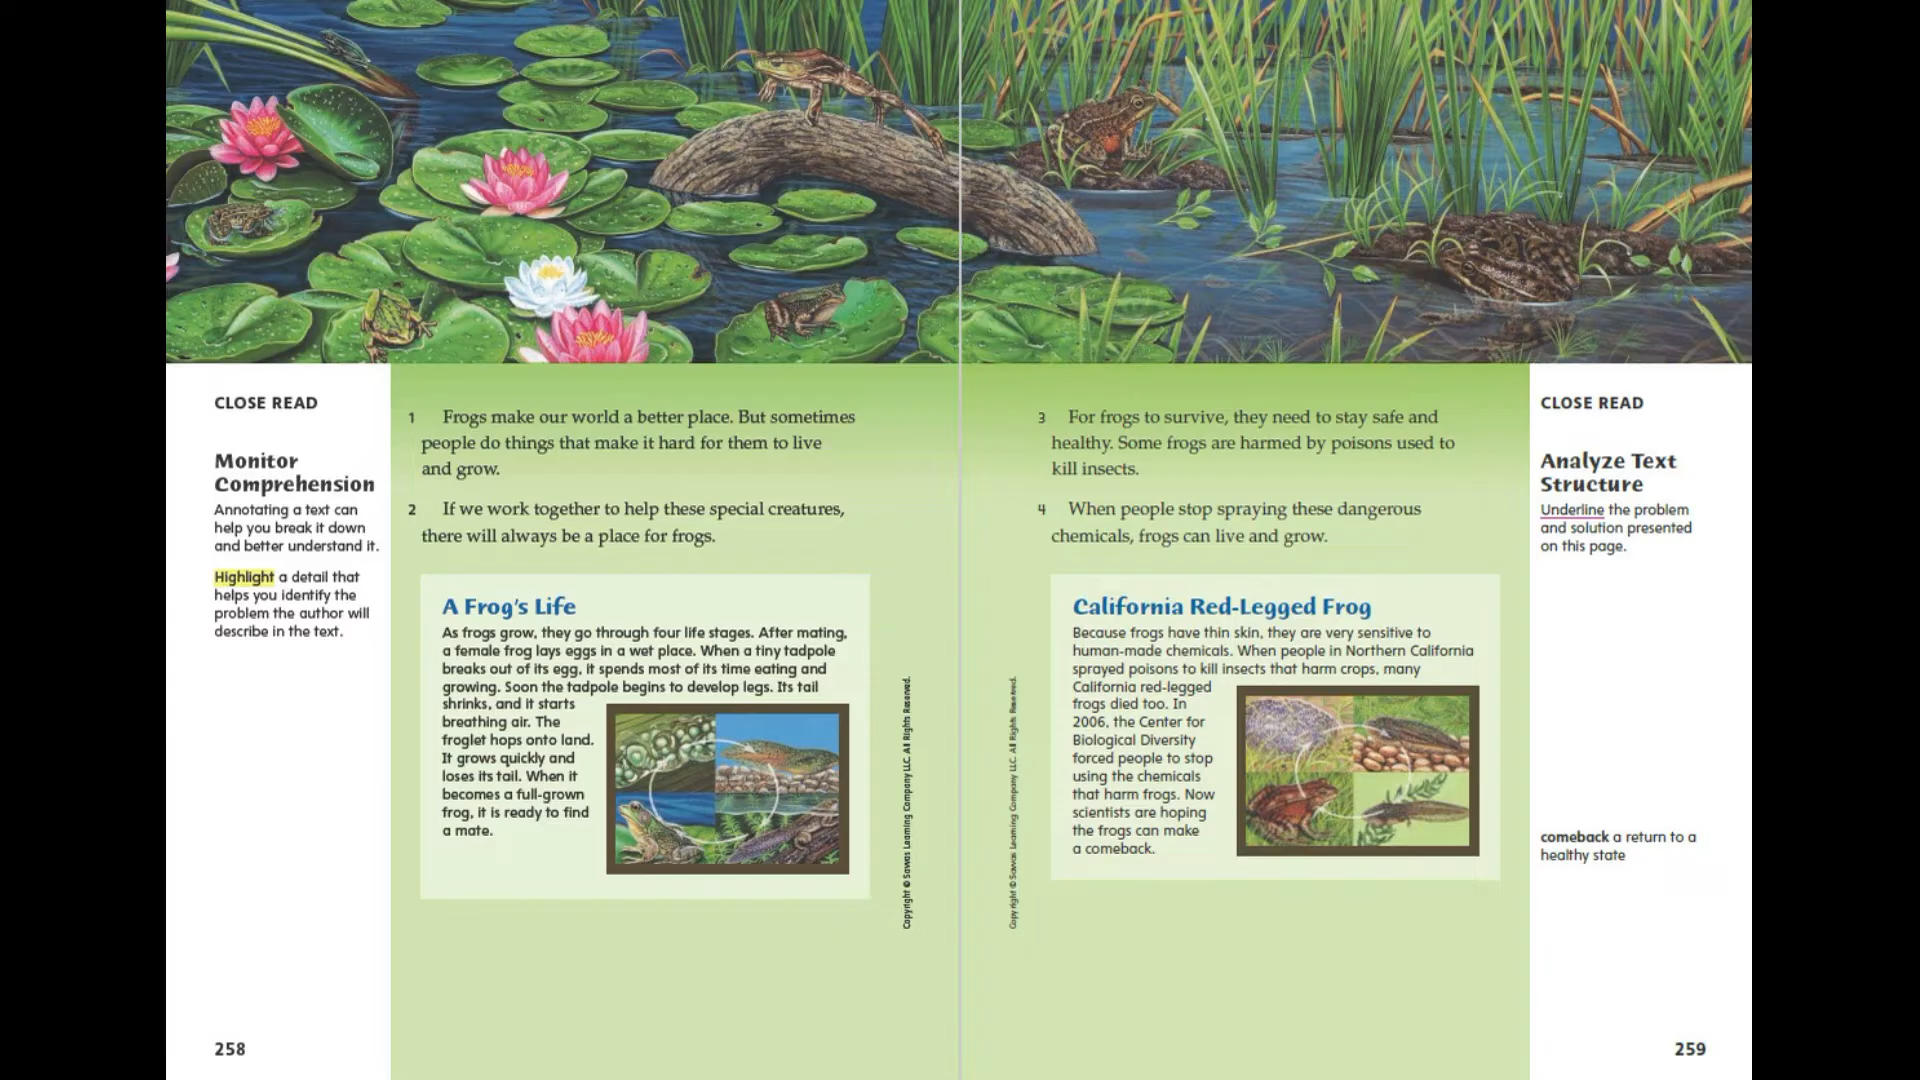 CLOSE READ
Monitor
Comprehension
Annotating a text can
help you break it down
and better understand it.
Highlight a detail that
helps you identify the
problem the author will
describe in the text.
258
1 Frogs make our world a better place. But sometimes
people do things that make it hard for them to live
and grow.
2 If we work together to help these special creatures,
there will always be a place for frogs.
A Frog's Life
As frogs grow, they go through four life stages. After mating,
a female frog lays eggs in a wet place. When a tiny tadpole
breaks out of its egg, it spends most of its time eating and
growing. Soon the tadpole begins to develop legs. Its tail
shrinks, and it starts
breathing air. The
froglet hops onto land.
It grows quickly and
loses its tail. When it
becomes a full-grown
frog, it is ready to find
a mate.
Copyright © Savvas Learning Company LLC. All Rights Reserved.
Copyright © Savvas Learning Company LLC. All Rights Reserved.
3 For frogs to survive, they need to stay safe and
healthy. Some frogs are harmed by poisons used to
kill insects.
4 When people stop spraying these dangerous
chemicals, frogs can live and grow.
California Red-Legged Frog
Because frogs have thin skin, they are very sensitive to
human-made chemicals. When people in Northern California
sprayed poisons to kill insects that harm crops, many
California red-legged
frogs died too. In
2006, the Center for
Biological Diversity
forced people to stop
using the chemicals
that harm frogs. Now
scientists are hoping
the frogs can make
a comeback.
CLOSE READ
Analyze Text
Structure
Underline the problem
and solution presented
on this page.
comeback a return to a
healthy state
259